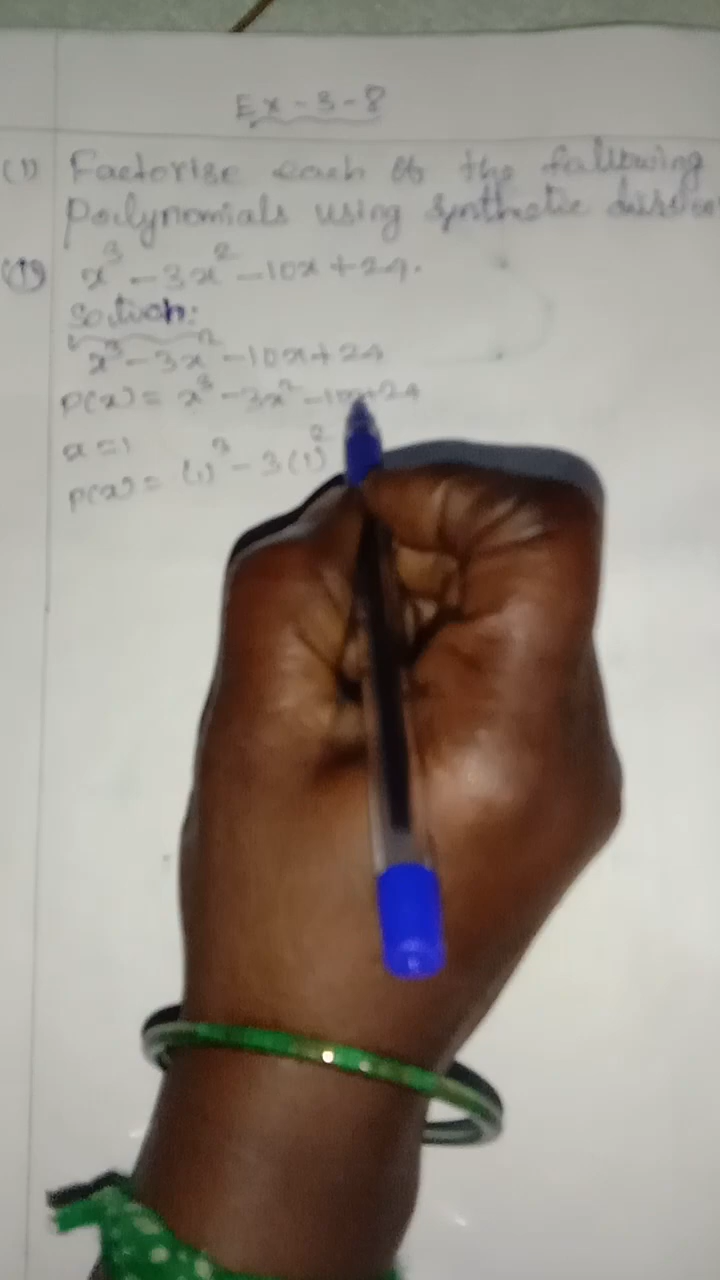 Ex - 3 - 8
(1) Factorise each of the following
Polynomials using synthetic
(i) x³ - 3x² - 10x + 24.
Solution:
x³ - 3x² - 10x + 24
P(x) = x³ - 3x² - 10x + 24
x = 1
P(x) = (1)³ - 3(1)²